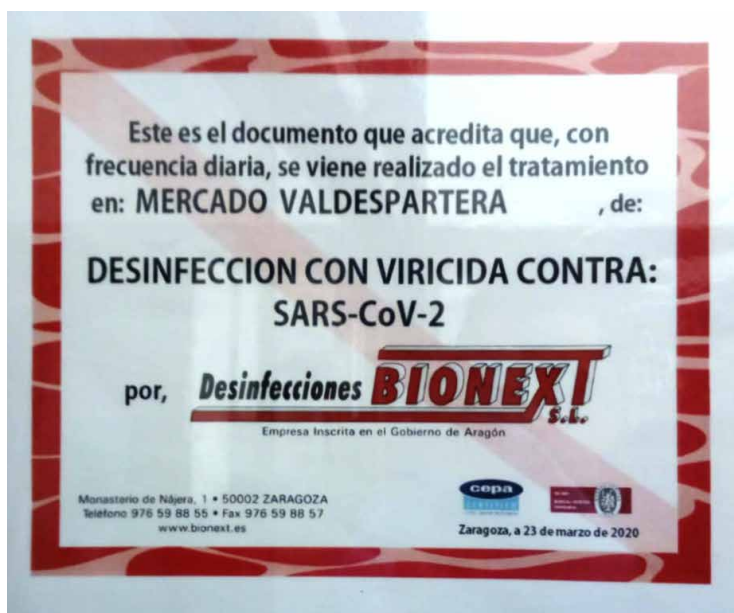 Este es el documento que acredita que, con
frecuencia diaria, se viene realizado el tratamiento
en: MERCADO VALDESPARTERA , de:
DESINFECCION CON VIRICIDA CONTRA:
SARS-CoV-2
por, Desinfecciones BIONEXT S.L.
Empresa Inscrita en el Gobierno de Aragón
Monasterio de Nájera, 1 • 50002 ZARAGOZA
Teléfono 976 59 88 55 • Fax 976 59 88 57
www.bionext.es
cepa
Zaragoza, a 23 de marzo de 2020